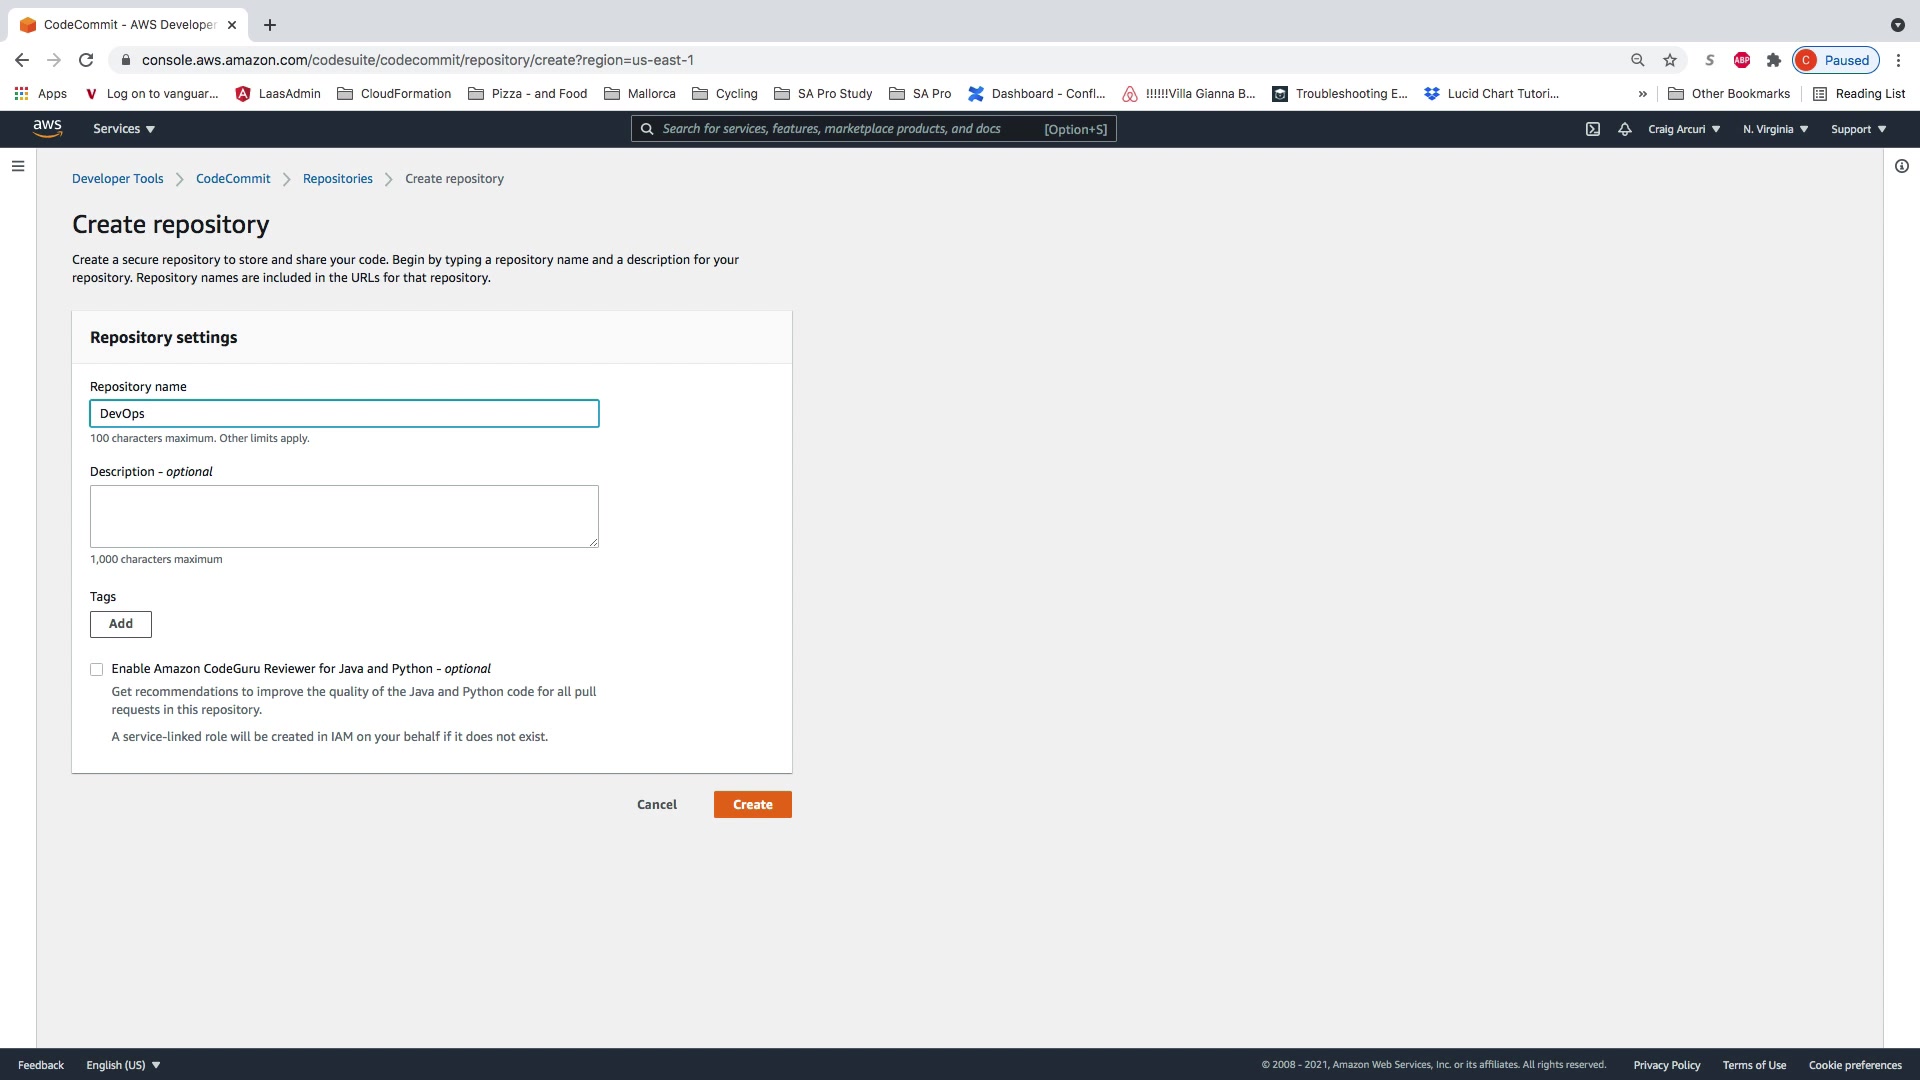 CodeCommit - AWS Developer
console.aws.amazon.com/codesuite/codecommit/repository/create?region=us-east-1
ABP
C Paused
Apps
Log on to vanguar...
LaasAdmin
CloudFormation
Pizza - and Food
Mallorca
Cycling
SA Pro Study
SA Pro
Dashboard - Confl...
!!!!!!Villa Gianna B...
Troubleshooting E...
Lucid Chart Tutori...
»
Other Bookmarks
Reading List
aws
Services
Search for services, features, marketplace products, and docs
[Option+S]
Craig Arcuri
N. Virginia
Support
Developer Tools
CodeCommit
Repositories
Create repository
Create repository
Create a secure repository to store and share your code. Begin by typing a repository name and a description for your
repository. Repository names are included in the URLs for that repository.
Repository settings
Repository name
DevOps
100 characters maximum. Other limits apply.
Description - optional
1,000 characters maximum
Tags
Add
Enable Amazon CodeGuru Reviewer for Java and Python - optional
Get recommendations to improve the quality of the Java and Python code for all pull
requests in this repository.
A service-linked role will be created in IAM on your behalf if it does not exist.
Cancel
Create
Feedback
English (US)
© 2008 - 2021, Amazon Web Services, Inc. or its affiliates. All rights reserved.
Privacy Policy
Terms of Use
Cookie preferences